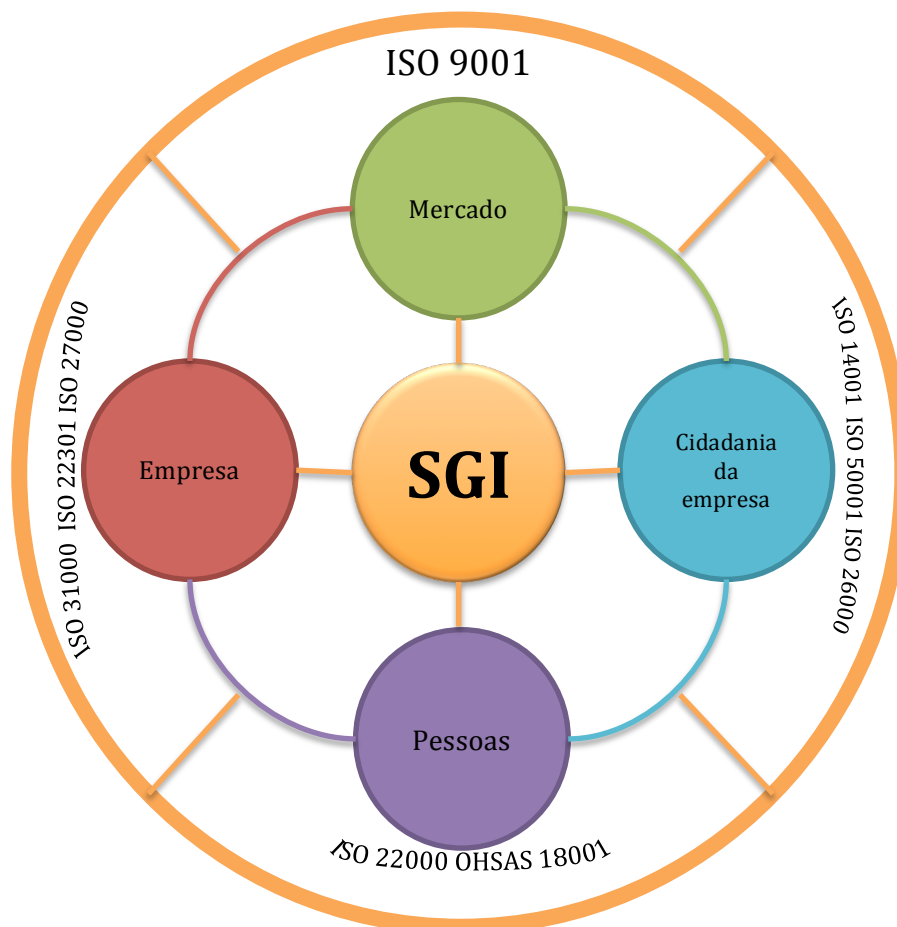 ISO 9001
Mercado
ISO 31000 ISO 22301 ISO 27000
Empresa
SGI
Cidadania
da
empresa
ISO 14001 ISO 50001 ISO 26000
Pessoas
ISO 22000 OHSAS 18001